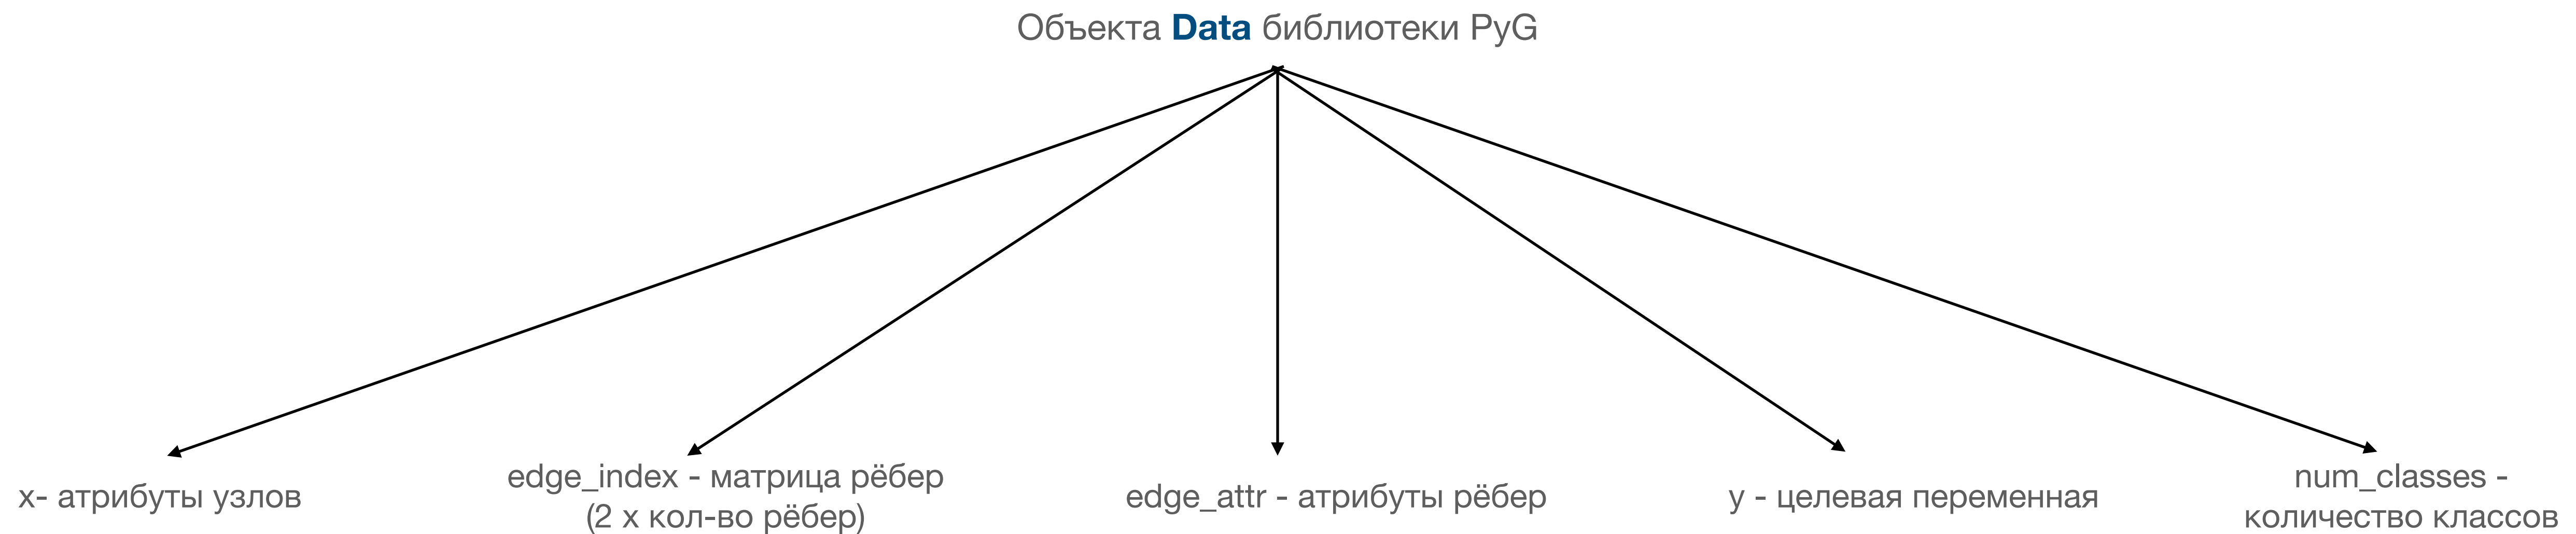 Объекта Data библиотеки PyG
x- атрибуты узлов
edge_index - матрица рёбер
(2 x кол-во рёбер)
edge_attr - атрибуты рёбер
y - целевая переменная
num_classes -
количество классов